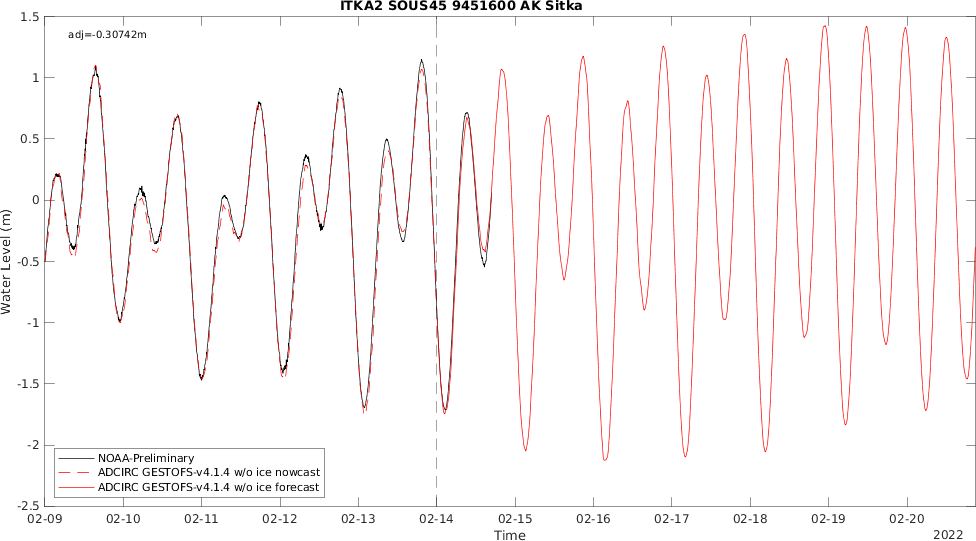 ITKA2 SOUS45 9451600 AK Sitka
adj=-0.30742m
1.5
1
0.5
0
-0.5
-1
-1.5
-2
-2.5
Water Level (m)
NOAA-Preliminary
ADCIRC GESTOFS-v4.1.4 w/o ice nowcast
ADCIRC GESTOFS-v4.1.4 w/o ice forecast
02-09 02-10 02-11 02-12 02-13 02-14 02-15 02-16 02-17 02-18 02-19 02-20
Time
2022